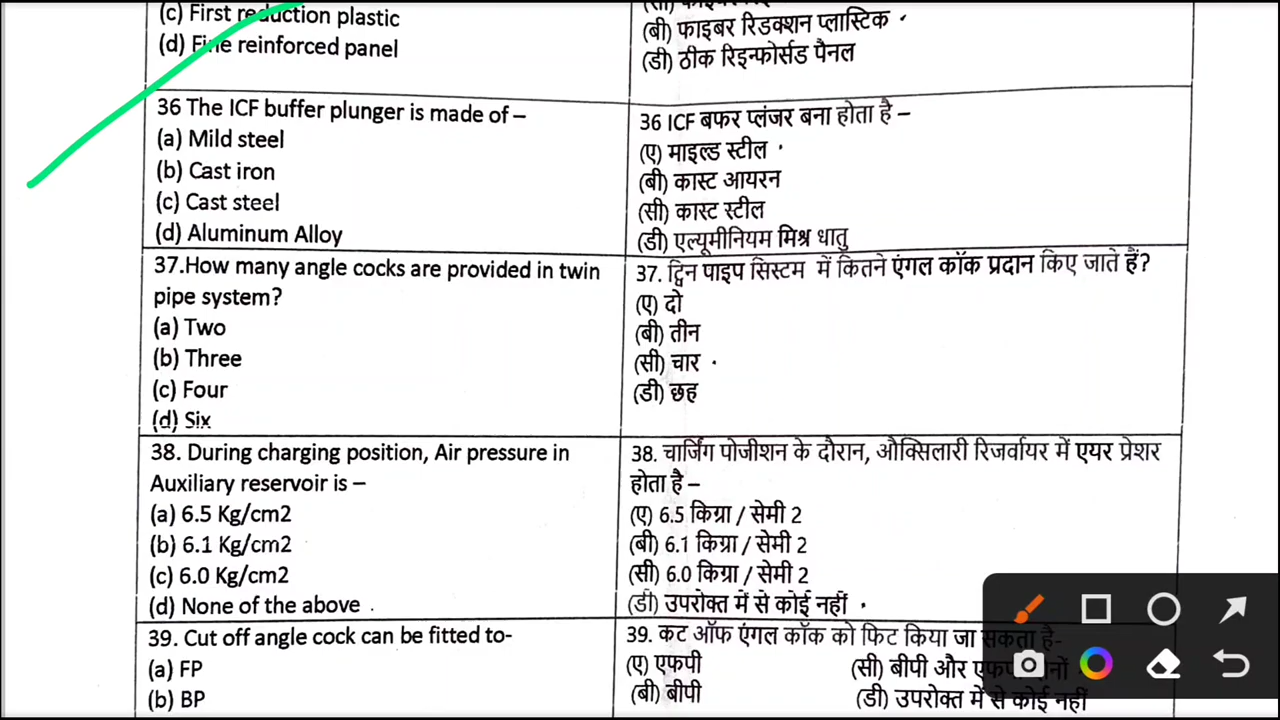 (c) First reduction plastic
(d) Fine reinforced panel
(बी) फाइबर रिडक्शन प्लास्टिक
(डी) ठीक रिइन्फोर्सड पैनल
36 The ICF buffer plunger is made of –
(a) Mild steel
(b) Cast iron
(c) Cast steel
(d) Aluminum Alloy
36 ICF बफर प्लंजर बना होता है –
(ए) माइल्ड स्टील
(बी) कास्ट आयरन
(सी) कास्ट स्टील
(डी) एल्यूमीनियम मिश्र धातु
37.How many angle cocks are provided in twin
pipe system?
(a) Two
(b) Three
(c) Four
(d) Six
37. ट्विन पाइप सिस्टम में कितने एंगल कॉक प्रदान किए जाते हैं?
(ए) दो
(बी) तीन
(सी) चार
(डी) छह
38. During charging position, Air pressure in
Auxiliary reservoir is –
(a) 6.5 Kg/cm2
(b) 6.1 Kg/cm2
(c) 6.0 Kg/cm2
(d) None of the above
38. चार्जिंग पोजीशन के दौरान, औक्सिलारी रिजर्वायर में एयर प्रेशर
होता है –
(ए) 6.5 किग्रा / सेमी 2
(बी) 6.1 किग्रा / सेमी 2
(सी) 6.0 किग्रा / सेमी 2
(डी) उपरोक्त में से कोई नहीं
39. Cut off angle cock can be fitted to-
(a) FP
(b) BP
39. कट ऑफ एंगल कॉक को फिट किया जा सकता है-
(ए) एफपी (सी) बीपी और
(बी) बीपी (डी) उपरोक्त में से कोई नहीं